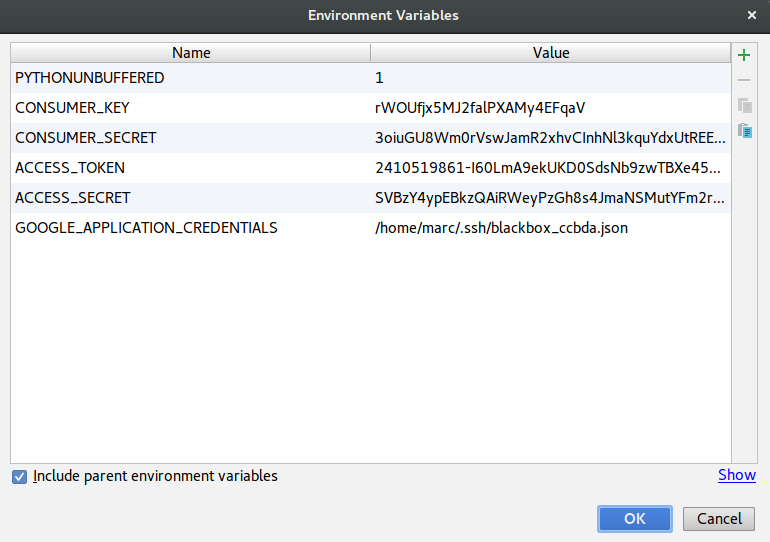 Environment Variables
Name Value
PYTHONUNBUFFERED 1
CONSUMER_KEY rWOUfjx5MJ2falPXAMy4EFqaV
CONSUMER_SECRET 3oiuGU8Wm0rVswJamR2xhvCInhNl3kquYdxUtREE...
ACCESS_TOKEN 2410519861-I60LmA9ekUKD0SdsNb9zwTBXe45...
ACCESS_SECRET SVBzY4ypEBkzQAiRWeyPzGh8s4JmaNSMutYFm2r...
GOOGLE_APPLICATION_CREDENTIALS /home/marc/.ssh/blackbox_ccbda.json
Include parent environment variables Show
OK Cancel